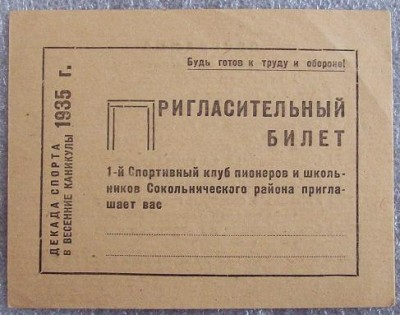 Будь готов к труду и обороне!
ПРИГЛАСИТЕЛЬНЫЙ
БИЛЕТ
1-й Спортивный клуб пионеров и школь-
ников Сокольнического района пригла-
шает вас
ДЕКАДА СПОРТА
В ВЕСЕННИЕ КАНИКУЛЫ 1935 г.